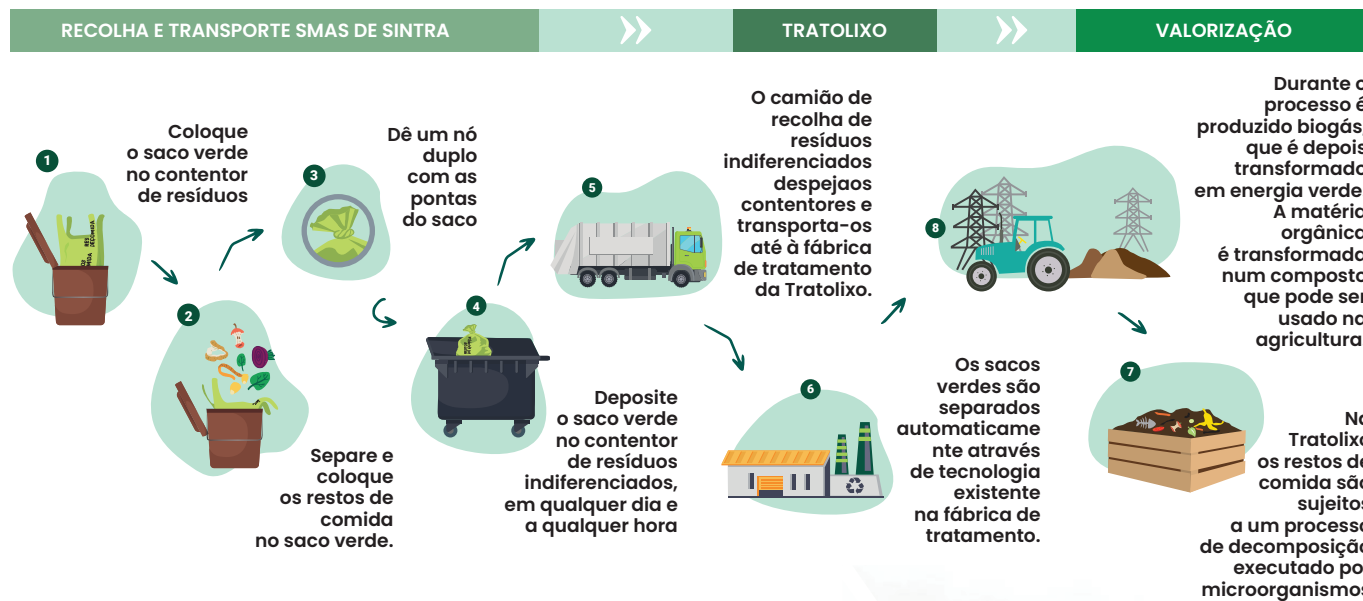 RECOLHA E TRANSPORTE SMAS DE SINTRA
TRATOLIXO
VALORIZAÇÃO
1
Coloque
o saco verde
no contentor
de resíduos
2
Separe e
coloque
os restos de
comida
no saco verde.
3
Dê um nó
duplo
com as
pontas
do saco
4
Deposite
o saco verde
no contentor
de resíduos
indiferenciados,
em qualquer dia e
a qualquer hora
5
O camião de
recolha de
resíduos
indiferenciados
despejaos
contentores e
transporta-os
até à fábrica
de tratamento
da Tratolixo.
6
Os sacos
verdes são
separados
automaticame
nte através
de tecnologia
existente
na fábrica de
tratamento.
8
Durante o
processo é
produzido biogás,
que é depois
transformado
em energia verde.
A matéria
orgânica
é transformada
num composto
que pode ser
usado na
agricultura.
7
Na
Tratolixo
os restos de
comida são
sujeitos
a um processo
de decomposição
executado por
microorganismos